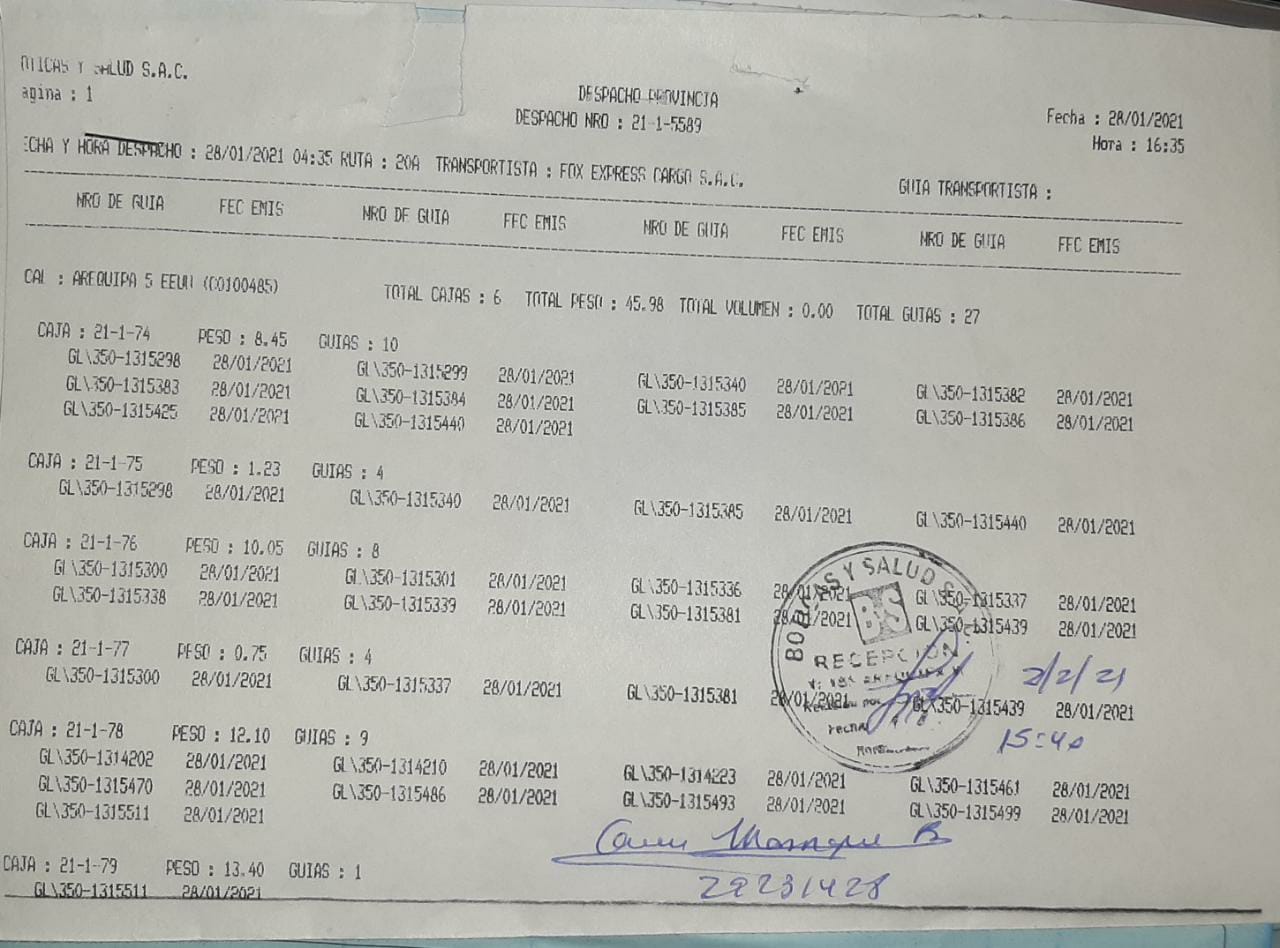 OTICAS Y SALUD S.A.C.
agina : 1
DESPACHO PROVINCIA
DESPACHO NRO : 21-1-5589
Fecha : 28/01/2021
Hora : 16:35
ECHA Y HORA DESPACHO : 28/01/2021 04:35 RUTA : 20A TRANSPORTISTA : FOX EXPRESS CARGO S.A.C.
GUIA TRANSPORTISTA :
NRO DE GUIA FEC EMIS NRO DE GUIA FEC EMIS NRO DE GUIA FEC EMIS NRO DE GUIA FEC EMIS
CAL : AREQUIPA 5 EEUU (C0100485) TOTAL CAJAS : 6 TOTAL PESO : 45.98 TOTAL VOLUMEN : 0.00 TOTAL GUIAS : 27
CAJA : 21-1-74 PESO : 8.45 GUIAS : 10
GL\350-1315298 28/01/2021 GL\350-1315299 28/01/2021 GL\350-1315340 28/01/2021 GL\350-1315382 28/01/2021
GL\350-1315383 28/01/2021 GL\350-1315384 28/01/2021 GL\350-1315385 28/01/2021 GL\350-1315386 28/01/2021
GL\350-1315425 28/01/2021 GL\350-1315440 28/01/2021
CAJA : 21-1-75 PESO : 1.23 GUIAS : 4
GL\350-1315298 28/01/2021 GL\350-1315340 28/01/2021 GL\350-1315385 28/01/2021 GL\350-1315440 28/01/2021
CAJA : 21-1-76 PESO : 10.05 GUIAS : 8
GL\350-1315300 28/01/2021 GL\350-1315301 28/01/2021 GL\350-1315336 28/01/2021 GL\350-1315337 28/01/2021
GL\350-1315338 28/01/2021 GL\350-1315339 28/01/2021 GL\350-1315381 28/01/2021 GL\350-1315439 28/01/2021
CAJA : 21-1-77 PESO : 0.75 GUIAS : 4
GL\350-1315300 28/01/2021 GL\350-1315337 28/01/2021 GL\350-1315381 28/01/2021 GL\350-1315439 28/01/2021
CAJA : 21-1-78 PESO : 12.10 GUIAS : 9
GL\350-1314202 28/01/2021 GL\350-1314210 28/01/2021 GL\350-1314223 28/01/2021 GL\350-1315461 28/01/2021
GL\350-1315470 28/01/2021 GL\350-1315486 28/01/2021 GL\350-1315493 28/01/2021 GL\350-1315499 28/01/2021
GL\350-1315511 28/01/2021
CAJA : 21-1-79 PESO : 13.40 GUIAS : 1
GL\350-1315511 28/01/2021
BOTICAS Y SALUD
BS
RECEPCION
Fecha
2/2/21
15:40
29231428